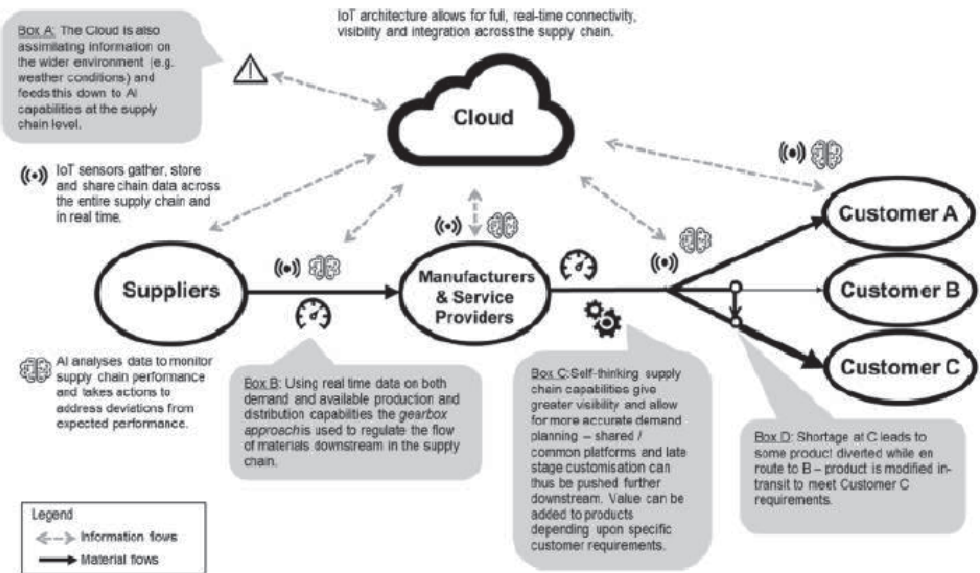 IoT architecture allows for full, real-time connectivity,
visibility and integration across the supply chain.
Box A: The Cloud is also
assimilating information on
the wider environment (e.g.
weather conditions) and
feeds this down to AI
capabilities at the supply
chain level.
Cloud
IoT sensors gather, store
and share chain data across
the entire supply chain and
in real time.
Suppliers
Manufacturers
& Service
Providers
Customer A
Customer B
Customer C
AI analyses data to monitor
supply chain performance
and takes actions to
address deviations from
expected performance.
Box B: Using real time data on both
demand and available production and
distribution capabilities the gearbox
approach is used to regulate the flow
of materials downstream in the supply
chain.
Box C: Self-thinking supply
chain capabilities give
greater visibility and allow
for more accurate demand
planning – shared /
common platforms and late
stage customisation can
thus be pushed further
downstream. Value can be
added to products
depending upon specific
customer requirements.
Box D: Shortage at C leads to
some product diverted while en
route to B – product is modified in-
transit to meet Customer C
requirements.
Legend
Information flows
Material flows